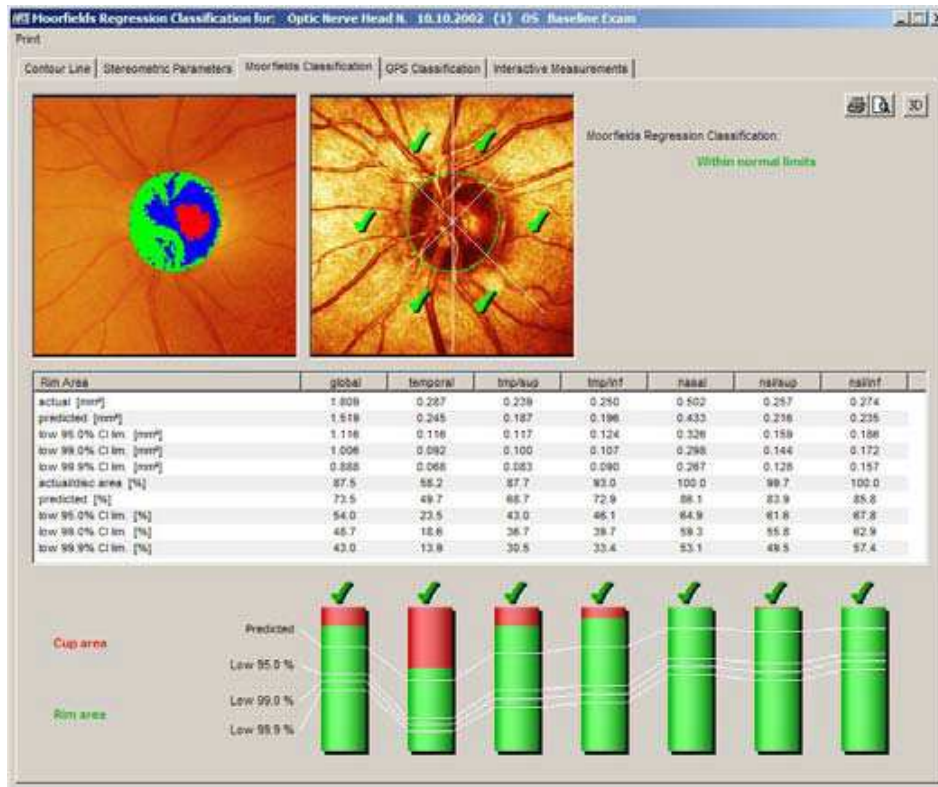 Moorfields Regression Classification for: Optic Nerve Head N. 10.10.2002 (1) OS Baseline Exam
Print
Contour Line Stereometric Parameters Moorfields Classification GPS Classification Interactive Measurements
3D
Moorfields Regression Classification:
Within normal limits
Rim Area global temporal tmp/sup tmp/inf nasal nsl/sup nsl/inf
actual [mm²] 1.809 0.287 0.239 0.250 0.502 0.257 0.274
predicted [mm²] 1.519 0.245 0.187 0.196 0.433 0.216 0.235
low 95.0% CI lim. [mm²] 1.116 0.116 0.117 0.124 0.326 0.159 0.186
low 99.0% CI lim. [mm²] 1.006 0.092 0.100 0.107 0.298 0.144 0.172
low 99.9% CI lim. [mm²] 0.888 0.068 0.083 0.090 0.267 0.128 0.157
actual/disc area [%] 87.5 58.2 87.7 93.0 100.0 99.7 100.0
predicted [%] 73.5 49.7 68.7 72.9 86.1 83.9 85.8
low 95.0% CI lim. [%] 54.0 23.5 43.0 46.1 64.9 61.6 67.8
low 99.0% CI lim. [%] 48.7 18.6 36.7 39.7 59.3 55.8 62.9
low 99.9% CI lim. [%] 43.0 13.8 30.5 33.4 53.1 49.5 57.4
Predicted
Cup area
Low 95.0 %
Low 99.0 %
Rim area
Low 99.9 %